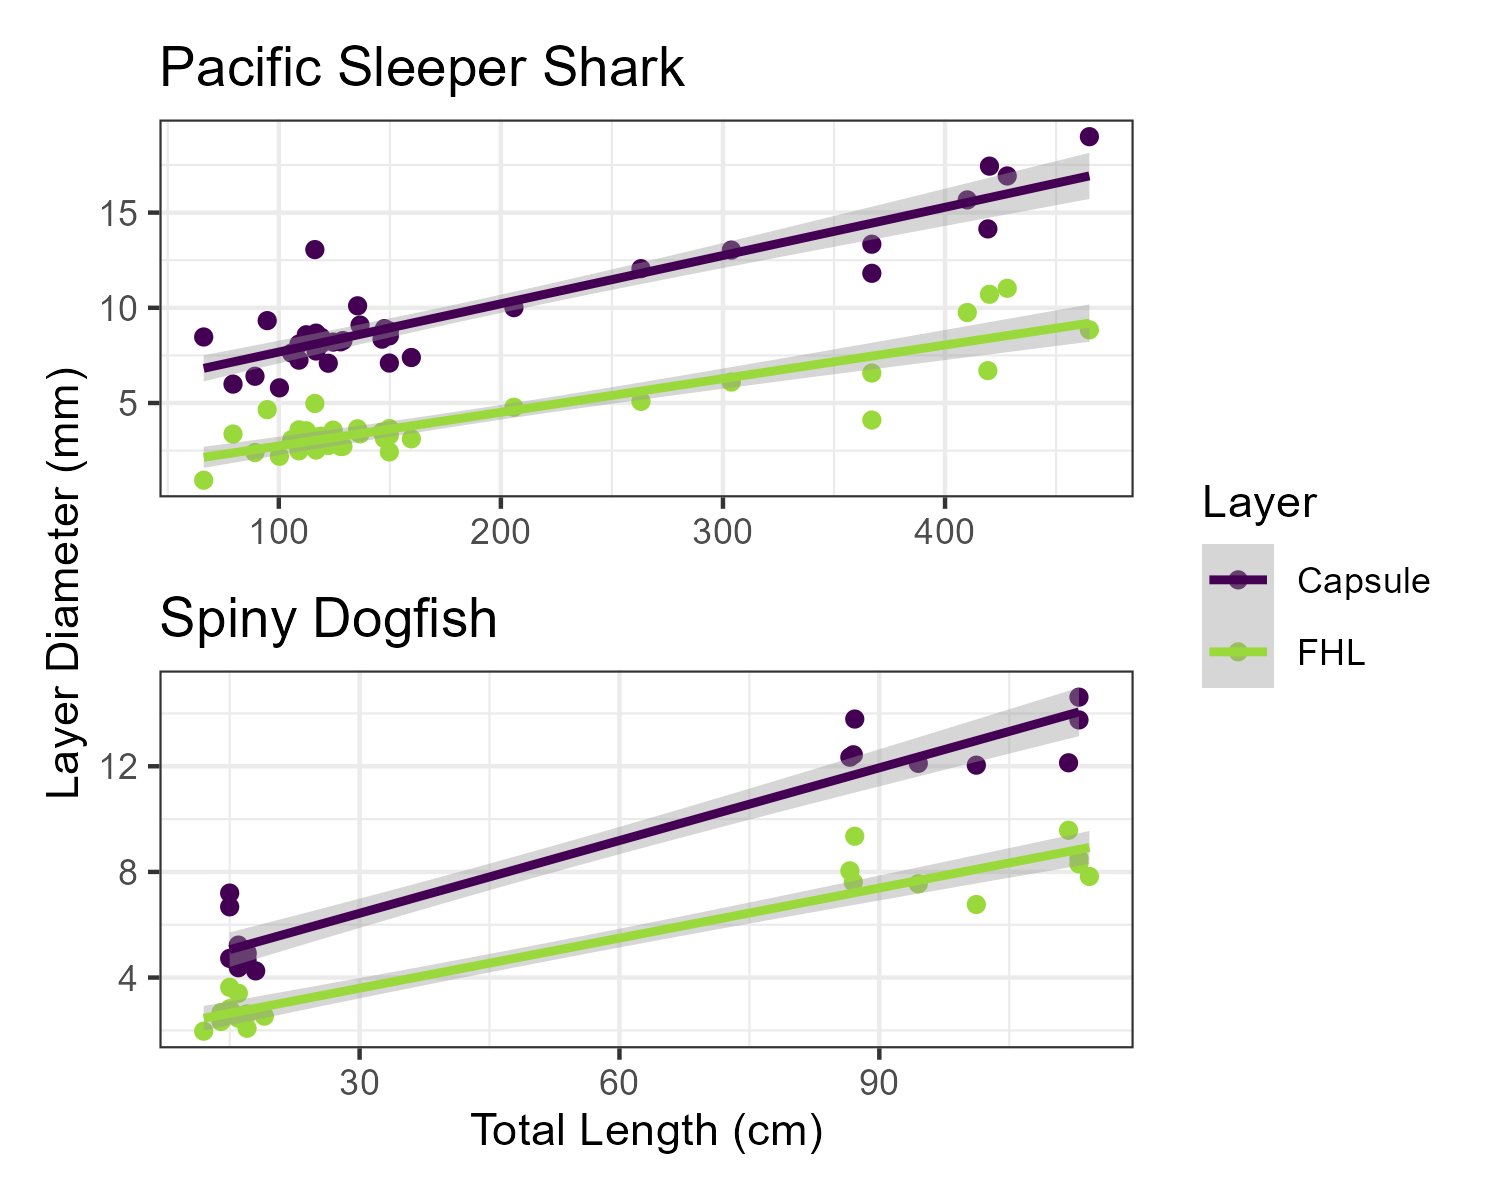 Pacific Sleeper Shark
15
10
5
100 200 300 400
Layer Diameter (mm)
Layer
Capsule
FHL
Spiny Dogfish
12
8
4
30 60 90
Total Length (cm)